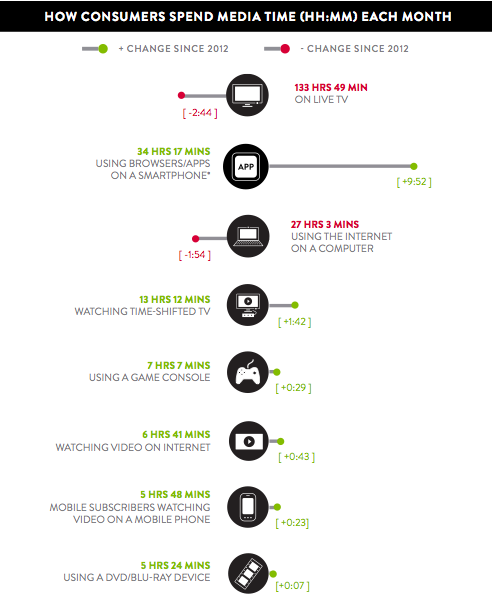 HOW CONSUMERS SPEND MEDIA TIME (HH:MM) EACH MONTH
+ CHANGE SINCE 2012
- CHANGE SINCE 2012
133 HRS 49 MIN
ON LIVE TV
[ -2:44 ]
34 HRS 17 MINS
USING BROWSERS/APPS
ON A SMARTPHONE*
APP
[ +9:52 ]
27 HRS 3 MINS
USING THE INTERNET
ON A COMPUTER
[ -1:54 ]
13 HRS 12 MINS
WATCHING TIME-SHIFTED TV
[ +1:42 ]
7 HRS 7 MINS
USING A GAME CONSOLE
[ +0:29 ]
6 HRS 41 MINS
WATCHING VIDEO ON INTERNET
[ +0:43 ]
5 HRS 48 MINS
MOBILE SUBSCRIBERS WATCHING
VIDEO ON A MOBILE PHONE
[ +0:23]
5 HRS 24 MINS
USING A DVD/BLU-RAY DEVICE
[+0:07 ]